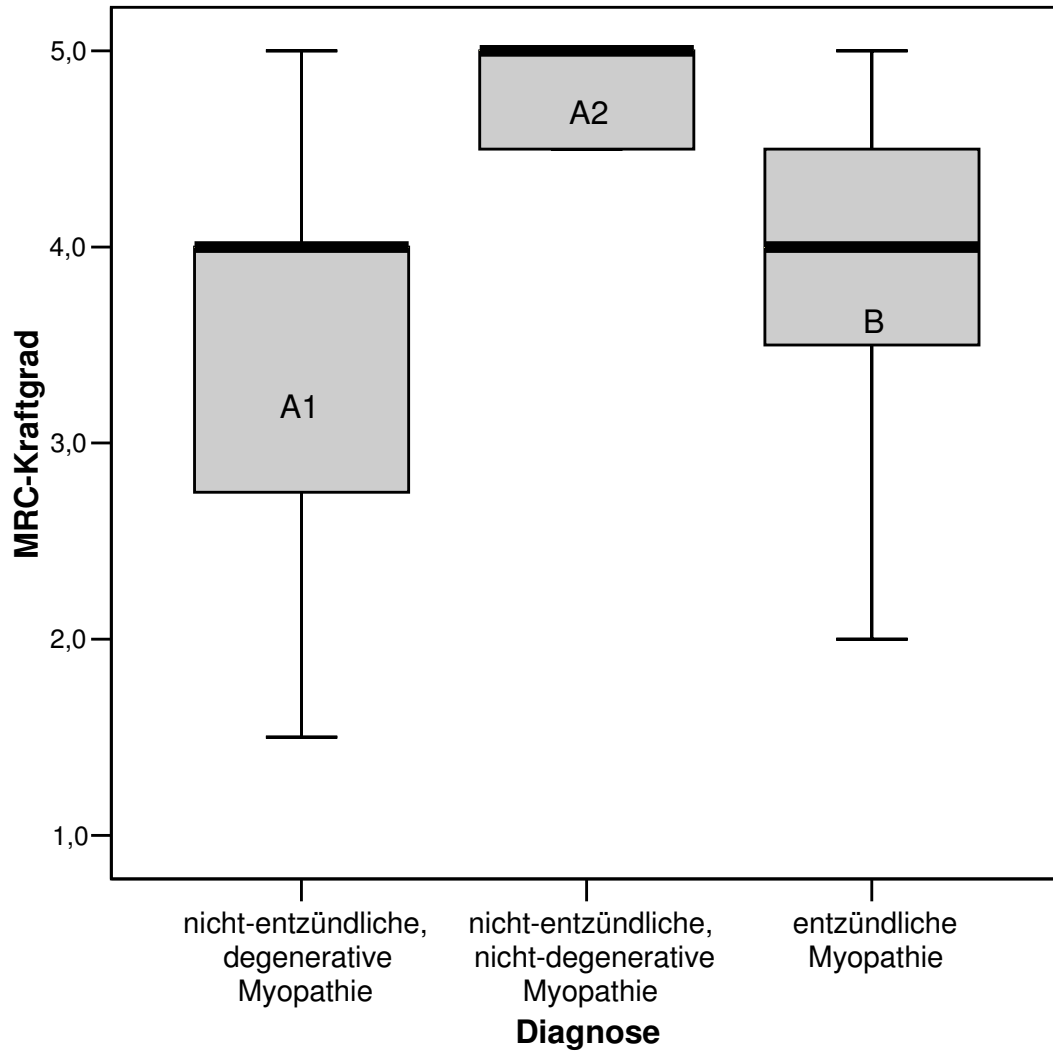 MRC-Kraftgrad
5,0
4,0
3,0
2,0
1,0
A1
A2
B
nicht-entzündliche,
degenerative
Myopathie
nicht-entzündliche,
nicht-degenerative
Myopathie
entzündliche
Myopathie
Diagnose